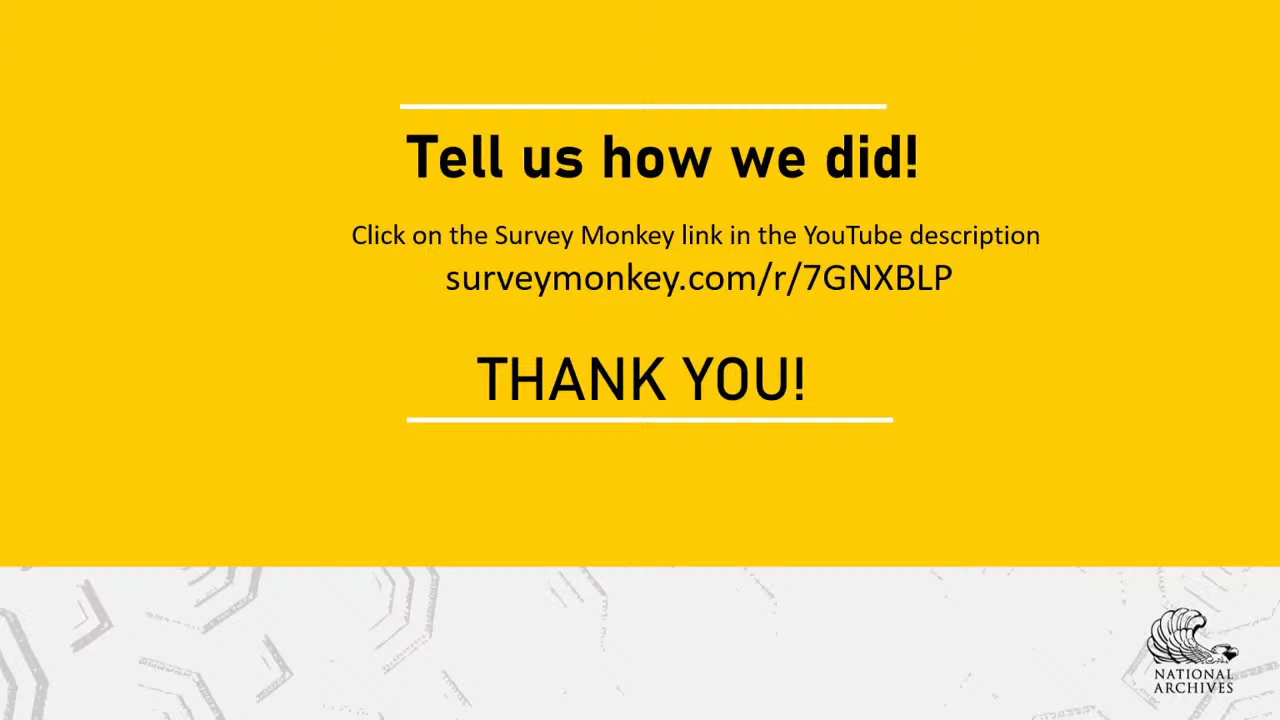 Tell us how we did!
Click on the Survey Monkey link in the YouTube description
surveymonkey.com/r/7GNXBLP
THANK YOU!
NATIONAL
ARCHIVES